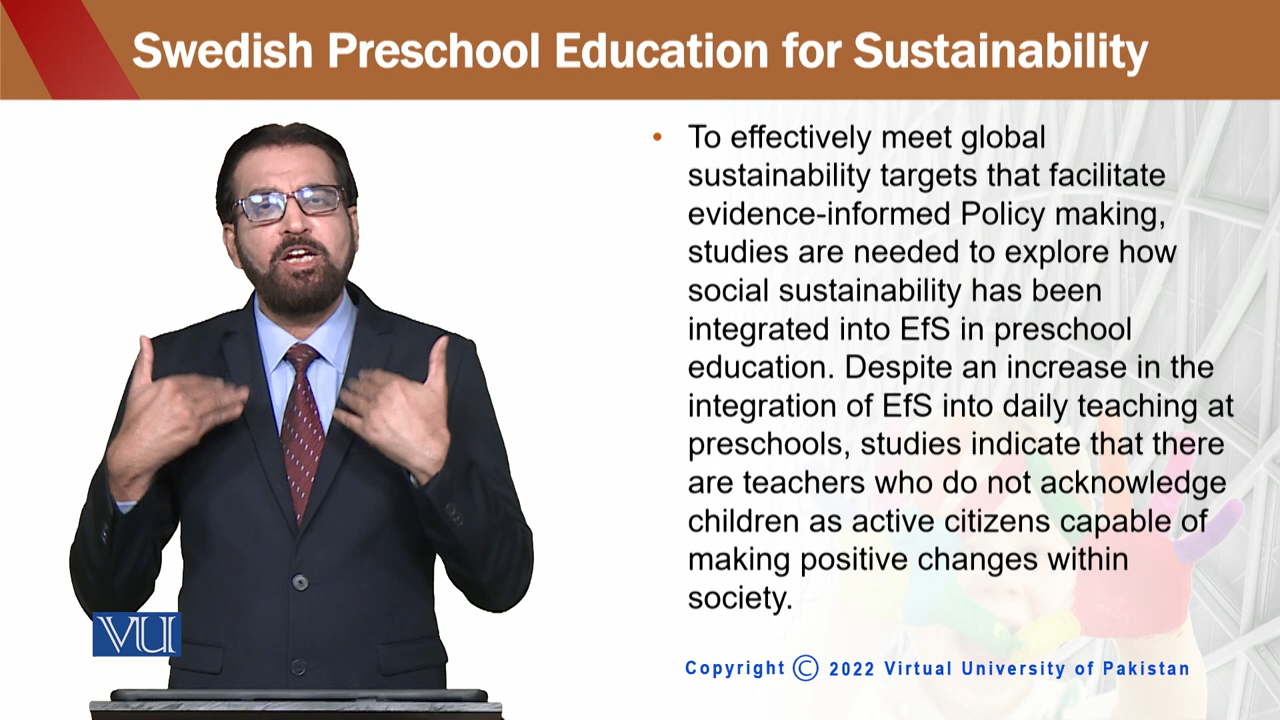 Swedish Preschool Education for Sustainability
• To effectively meet global
sustainability targets that facilitate
evidence-informed Policy making,
studies are needed to explore how
social sustainability has been
integrated into EfS in preschool
education. Despite an increase in the
integration of EfS into daily teaching at
preschools, studies indicate that there
are teachers who do not acknowledge
children as active citizens capable of
making positive changes within
society.
VU
Copyright © 2022 Virtual University of Pakistan